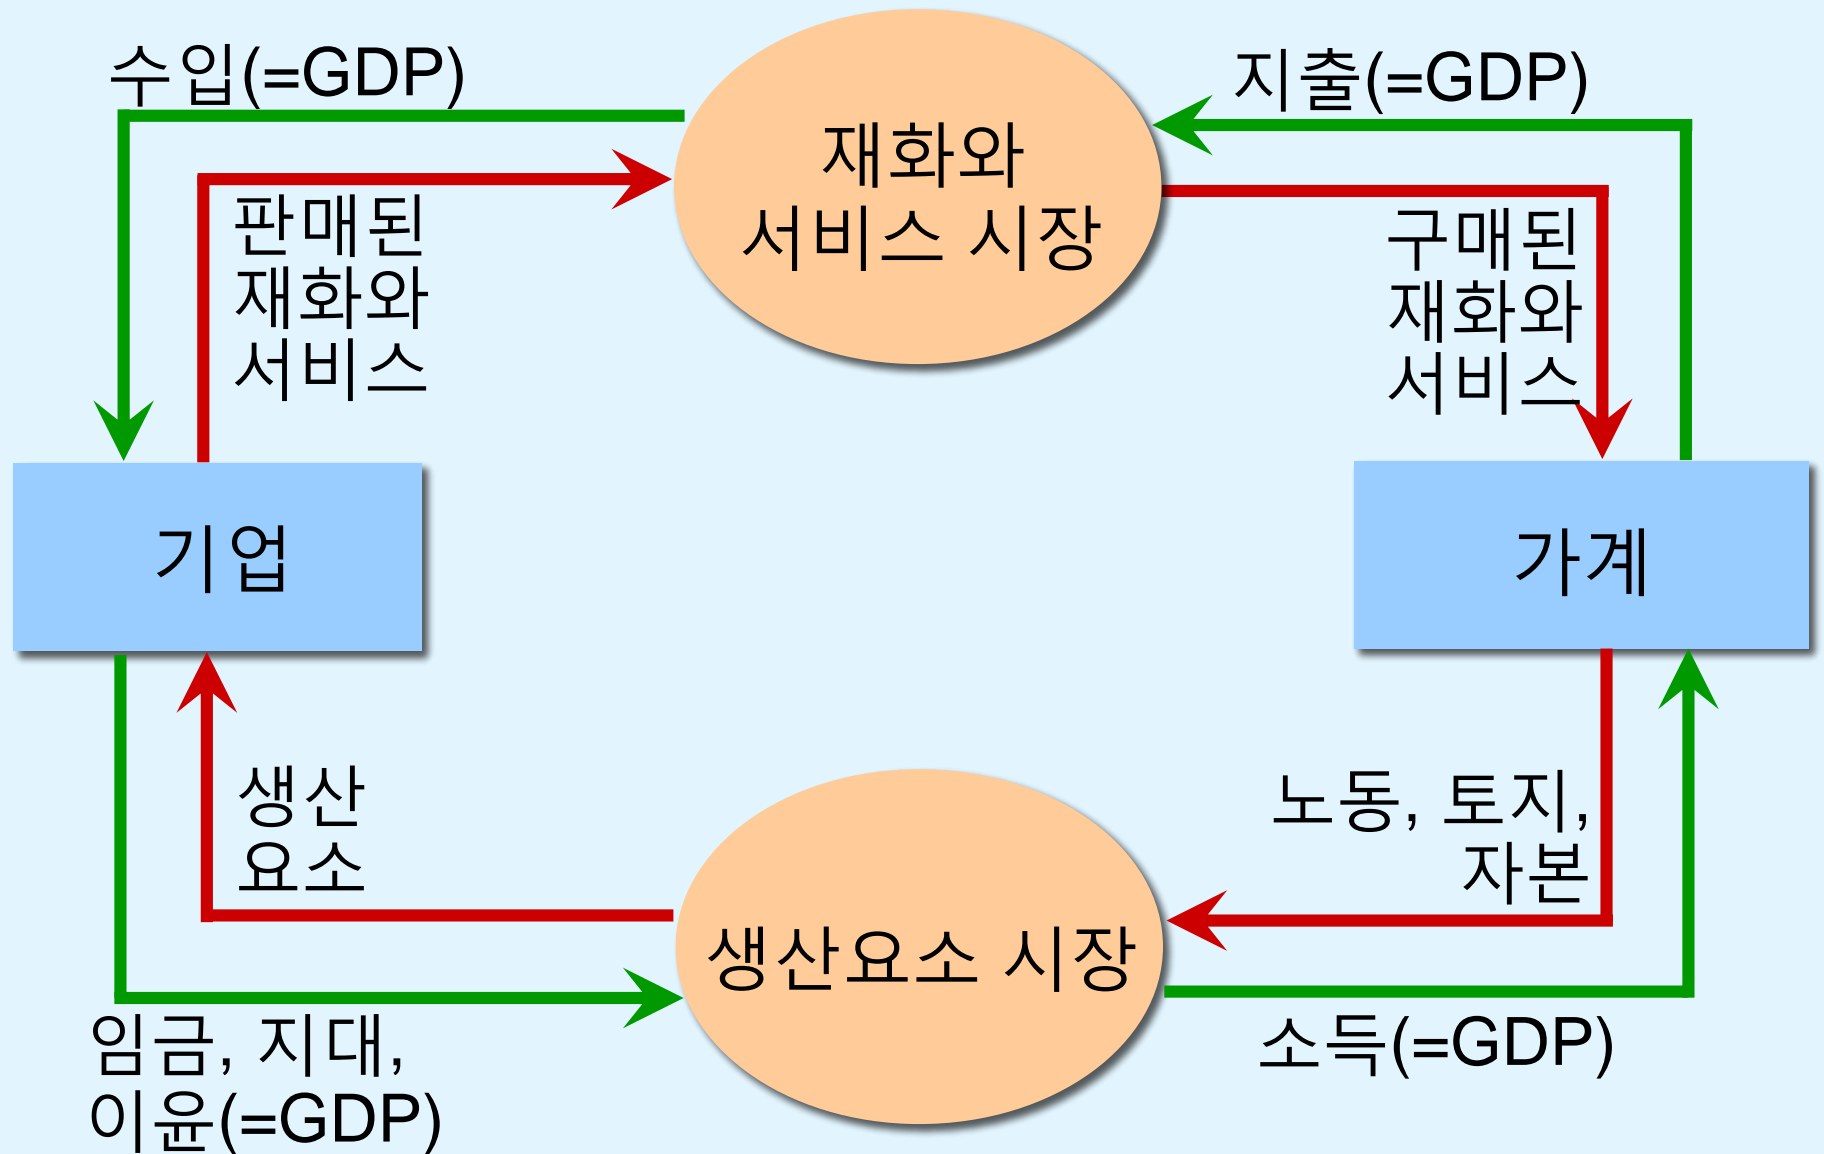 수입(=GDP)
지출(=GDP)
재화와
서비스 시장
판매된
재화와
서비스
구매된
재화와
서비스
기업
가계
생산
요소
노동, 토지,
자본
생산요소 시장
임금, 지대,
이윤(=GDP)
소득(=GDP)